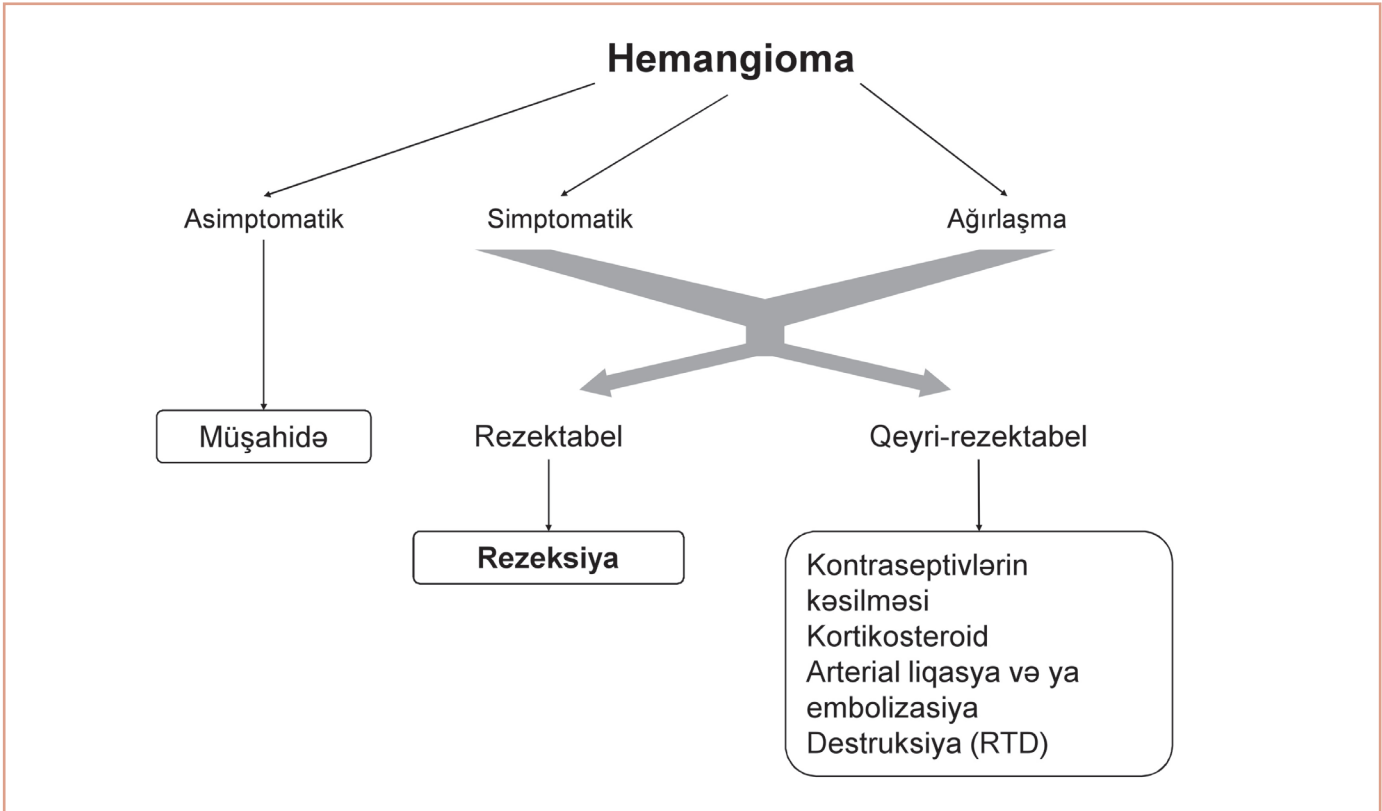 Hemangioma
Asimptomatik
Simptomatik
Ağırlaşma
Müşahidə
Rezektabel
Qeyri-rezektabel
Rezeksiya
Kontraseptivlərin
kəsilməsi
Kortikosteroid
Arterial liqasya və ya
embolizasiya
Destruksiya (RTD)